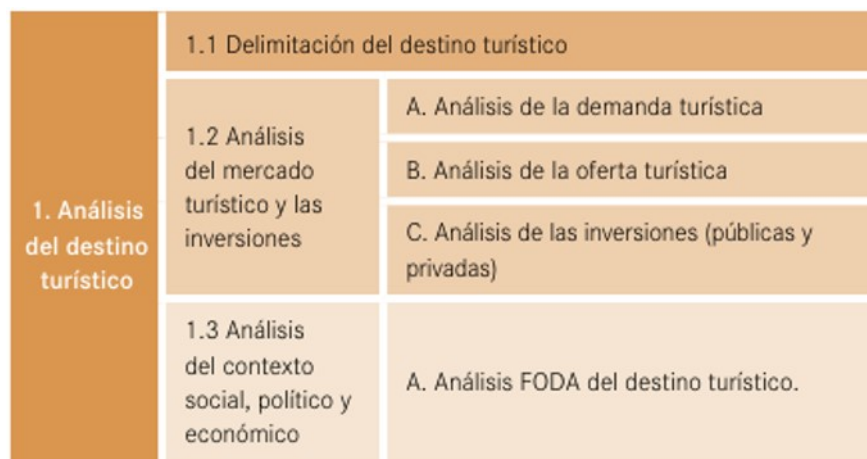 1. Análisis
del destino
turístico
1.1 Delimitación del destino turístico
1.2 Análisis
del mercado
turístico y las
inversiones
A. Análisis de la demanda turística
B. Análisis de la oferta turística
C. Análisis de las inversiones (públicas y
privadas)
1.3 Análisis
del contexto
social, político y
económico
A. Análisis FODA del destino turístico.